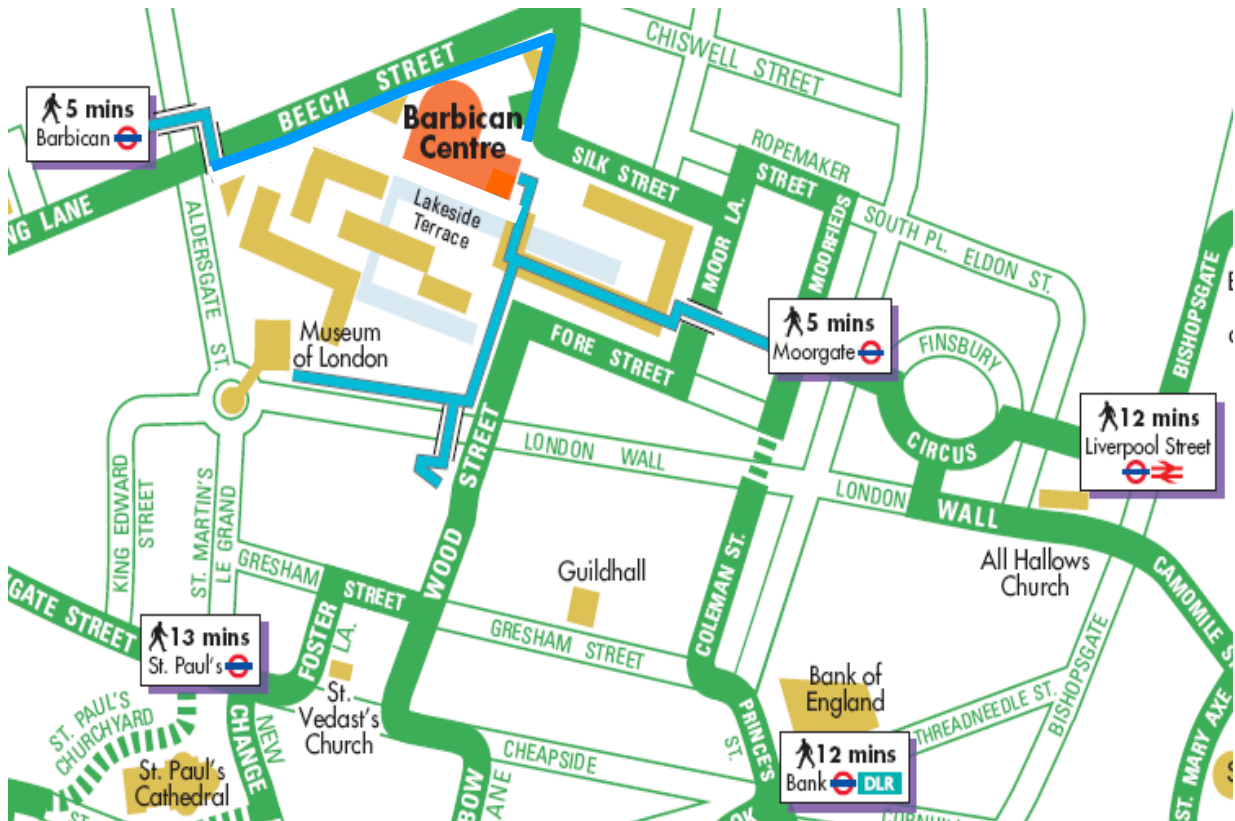 CHISWELL STREET
BEECH STREET
5 mins
Barbican
Barbican
Centre
ROPEMAKER
STREET
SILK STREET
NG LANE
Lakeside
Terrace
MOOR LA.
MOORFIELDS
SOUTH PL.
ELDON ST.
ALDERSGATE ST.
BISHOPSGATE
Museum
of London
5 mins
Moorgate
FORE STREET
FINSBURY
CIRCUS
12 mins
Liverpool Street
LONDON WALL
LONDON
WALL
KING EDWARD
STREET
ST. MARTIN'S
LE GRAND
WOOD STREET
COLEMAN ST.
Guildhall
All Hallows
Church
CAMOMILE S
GRESHAM
STREET
GRESHAM STREET
GATE STREET
13 mins
St. Paul's
FOSTER
LA.
St.
Vedast's
Church
BISHOPSGATE
Bank of
England
THREADNEEDLE ST.
ST. PAUL'S
CHURCHYARD
NEW
CHANGE
PRINCE'S
ST.
CHEAPSIDE
12 mins
Bank DLR
ST. MARY AXE
St. Paul's
Cathedral
BOW
ANE
OK
CORNHILL
ST.
S